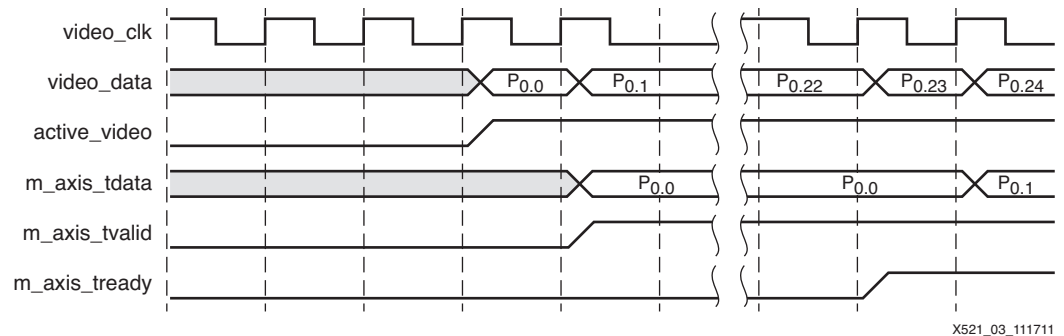 video_clk
video_data P0.0 P0.1 P0.22 P0.23 P0.24
active_video
m_axis_tdata P0.0 P0.0 P0.1
m_axis_tvalid
m_axis_tready
X521_03_111711